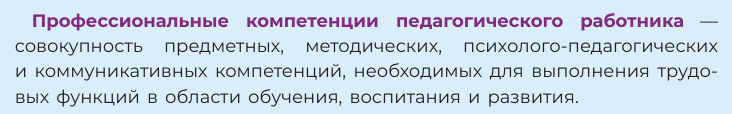 Профессиональные компетенции педагогического работника —
совокупность предметных, методических, психолого-педагогических
и коммуникативных компетенций, необходимых для выполнения трудо-
вых функций в области обучения, воспитания и развития.